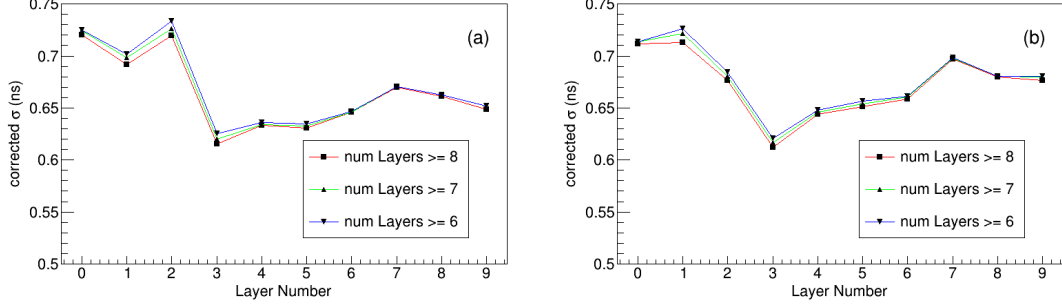 0.75
0.7
0.65
0.6
0.55
0.5
corrected σ (ns)
(a)
num Layers >= 8
num Layers >= 7
num Layers >= 6
0 1 2 3 4 5 6 7 8 9
Layer Number
0.75
0.7
0.65
0.6
0.55
0.5
corrected σ (ns)
(b)
num Layers >= 8
num Layers >= 7
num Layers >= 6
0 1 2 3 4 5 6 7 8 9
Layer Number